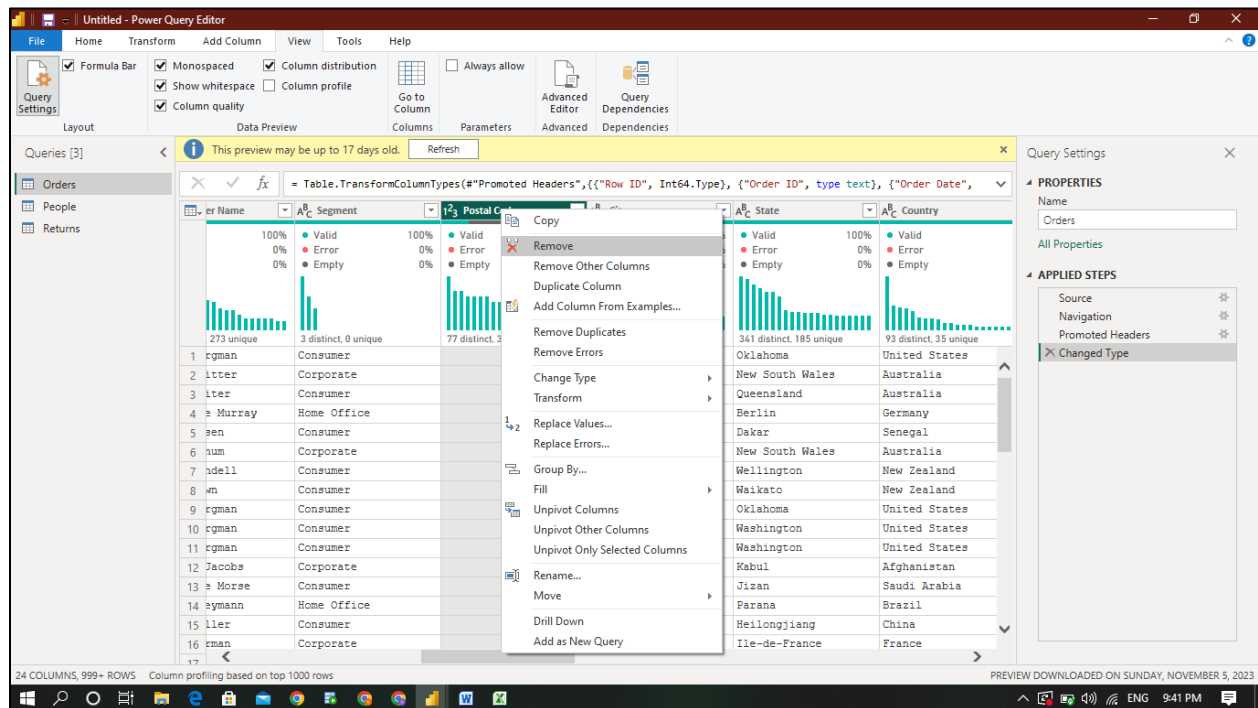 Untitled - Power Query Editor
File Home Transform Add Column View Tools Help
Query Settings
Formula Bar
Layout
Monospaced
Show whitespace
Column quality
Column distribution
Column profile
Data Preview
Go to Column
Columns
Always allow
Parameters
Advanced Editor
Advanced
Query Dependencies
Dependencies
Queries [3]
Orders
People
Returns
This preview may be up to 17 days old. Refresh
fx = Table.TransformColumnTypes(#"Promoted Headers",{{"Row ID", Int64.Type}, {"Order ID", type text}, {"Order Date",
er Name ABC Segment 123 Postal ABC State ABC Country
100% Valid 100% Valid Valid 100% Valid
0% Error 0% Error Error 0% Error
0% Empty 0% Empty Empty 0% Empty
273 unique 3 distinct, 0 unique 77 distinct, 341 distinct, 185 unique 93 distinct, 35 unique
1 rgman Consumer Oklahoma United States
2 itter Corporate New South Wales Australia
3 iter Consumer Queensland Australia
4 e Murray Home Office Berlin Germany
5 sen Consumer Dakar Senegal
6 num Corporate New South Wales Australia
7 ndell Consumer Wellington New Zealand
8 wn Consumer Waikato New Zealand
9 rgman Consumer Oklahoma United States
10 rgman Consumer Washington United States
11 rgman Consumer Washington United States
12 Jacobs Corporate Kabul Afghanistan
13 e Morse Consumer Jizan Saudi Arabia
14 eymann Home Office Parana Brazil
15 ller Consumer Heilongjiang China
16 rman Corporate Ile-de-France France
17
Copy
Remove
Remove Other Columns
Duplicate Column
Add Column From Examples...
Remove Duplicates
Remove Errors
Change Type
Transform
Replace Values...
Replace Errors...
Group By...
Fill
Unpivot Columns
Unpivot Other Columns
Unpivot Only Selected Columns
Rename...
Move
Drill Down
Add as New Query
Query Settings
PROPERTIES
Name
Orders
All Properties
APPLIED STEPS
Source
Navigation
Promoted Headers
Changed Type
24 COLUMNS, 999+ ROWS Column profiling based on top 1000 rows
PREVIEW DOWNLOADED ON SUNDAY, NOVEMBER 5, 2023
ENG 9:41 PM